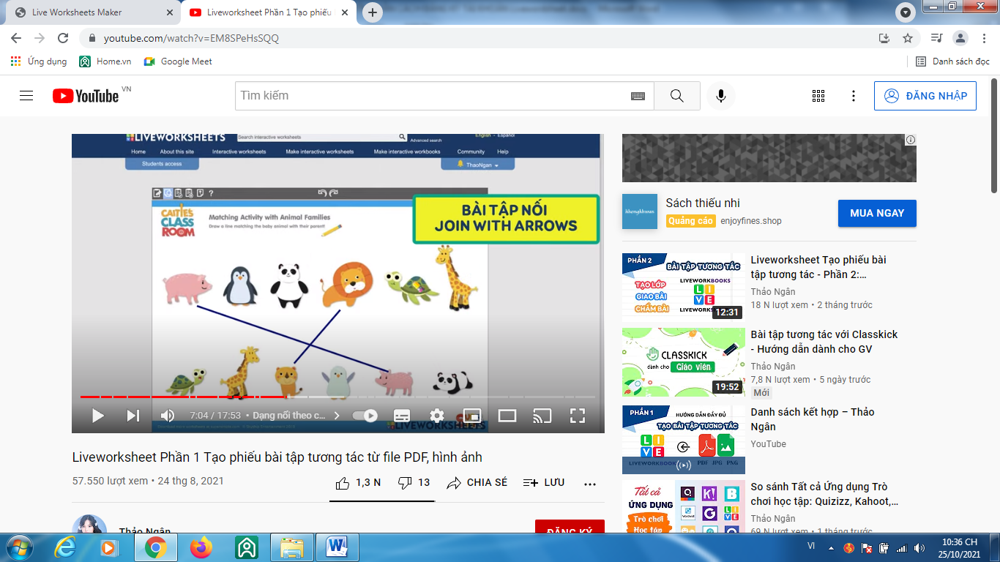 Live Worksheets Maker
Liveworksheet Phần 1 Tạo phiếu
youtube.com/watch?v=EM8SPeHsSQQ
Ứng dụng
Home.vn
Google Meet
Danh sách đọc
YouTube VN
Tìm kiếm
ĐĂNG NHẬP
LIVEWORKSHEETS
Search interactive worksheets
Advanced search
English - Español
Home
About this site
Interactive worksheets
Make interactive worksheets
Make interactive workbooks
Community
Help
Students access
ThaoNgan
CAITIE'S CLASSROOM
Matching Activity with Animal Families
Draw a line matching the baby animal with their parent!
BÀI TẬP NỐI
JOIN WITH ARROWS
7:04 / 17:53 • Dạng nối theo c...
LIVEWORKSHEETS
Liveworksheet Phần 1 Tạo phiếu bài tập tương tác từ file PDF, hình ảnh
57.550 lượt xem • 24 thg 8, 2021
1,3 N
13
CHIA SẺ
LƯU
Thảo Ngân
ĐĂNG KÝ
khongkhwan
Sách thiếu nhi
Quảng cáo enjoyfines.shop
MUA NGAY
PHẦN 2
BÀI TẬP TƯƠNG TÁC
TẠO LỚP
GIAO BÀI
CHẤM BÀI
LIVEWORKBOOKS
LIVE
LIVEWORKSHEETS
12:31
Liveworksheet Tạo phiếu bài
tập tương tác - Phần 2:...
Thảo Ngân
18 N lượt xem • 2 tháng trước
CLASSKICK
dành cho Giáo viên
19:52
Bài tập tương tác với Classkick
- Hướng dẫn dành cho GV
Thảo Ngân
7,8 N lượt xem • 5 ngày trước
Mới
PHẦN 1
HƯỚNG DẪN ĐẦY ĐỦ
TẠO BÀI TẬP TƯƠNG TÁC
LIVE
LIVEWORKBOOK
PDF JPG PNG
Danh sách kết hợp – Thảo
Ngân
YouTube
Tất cả
ỨNG DỤNG
Trò chơi
Học tập
So sánh Tất cả Ứng dụng Trò
chơi học tập: Quizizz, Kahoot,...
Thảo Ngân
69 N lượt xem • 1 tháng trước
VI
10:36 CH
25/10/2021